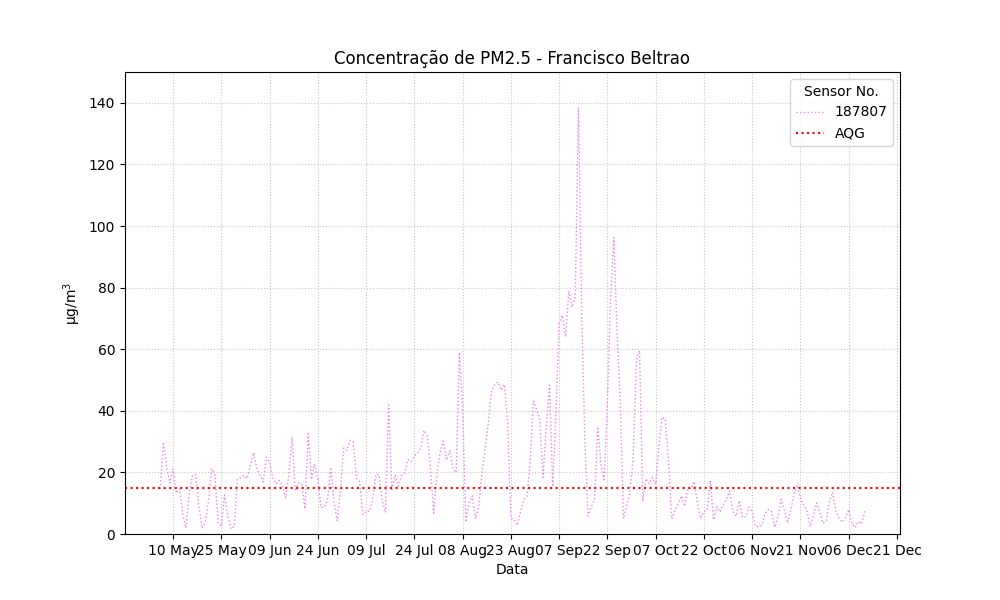 Concentração de PM2.5 - Francisco Beltrao
Sensor No.
187807
AQG
140
120
100
80
60
40
20
0
µg/m³
10 May 25 May 09 Jun 24 Jun 09 Jul 24 Jul 08 Aug 23 Aug 07 Sep 22 Sep 07 Oct 22 Oct 06 Nov 21 Nov 06 Dec 21 Dec
Data